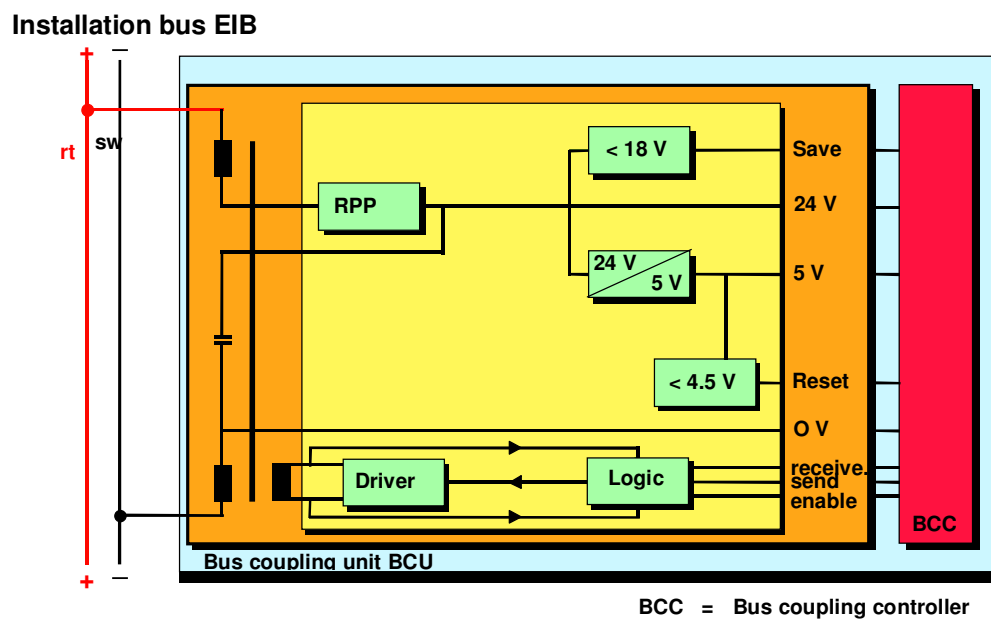 Installation bus EIB
+ –
rt
sw
< 18 V
Save
RPP
24 V
24 V
5 V
5 V
< 4.5 V
Reset
O V
Driver
Logic
receive.
send
enable
BCC
Bus coupling unit BCU
+ –
BCC = Bus coupling controller